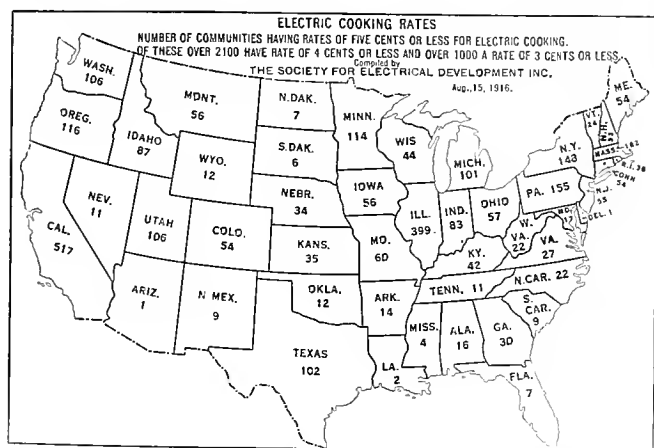 ELECTRIC COOKING RATES
NUMBER OF COMMUNITIES HAVING RATES OF FIVE CENTS OR LESS FOR ELECTRIC COOKING.
OF THESE OVER 2100 HAVE RATE OF 4 CENTS OR LESS AND OVER 1000 A RATE OF 3 CENTS OR LESS
Compiled by
THE SOCIETY FOR ELECTRICAL DEVELOPMENT INC.
Aug., 15, 1916.
WASH.
106
OREG.
116
IDAHO
87
MONT.
56
N.DAK.
7
MINN.
114
WIS
44
MICH.
101
ME.
54
VT.
24
N.H.
N.Y.
143
MASS. 182
R.I. 38
CONN
54
S.DAK.
6
WYO.
12
NEBR.
34
IOWA
56
ILL.
399.
IND.
83
OHIO
57
PA. 155
N.J.
55
DEL. 1
MD.
NEV.
11
UTAH
106
COLO.
54
KANS.
35
MO.
60
KY.
42
W.
VA.
22
VA.
27
CAL.
517
ARIZ.
1
N MEX.
9
OKLA.
12
ARK.
14
TENN. 11
N.CAR. 22
S.
CAR.
9
TEXAS
102
LA.
2
MISS.
4
ALA.
16
GA.
30
FLA.
7